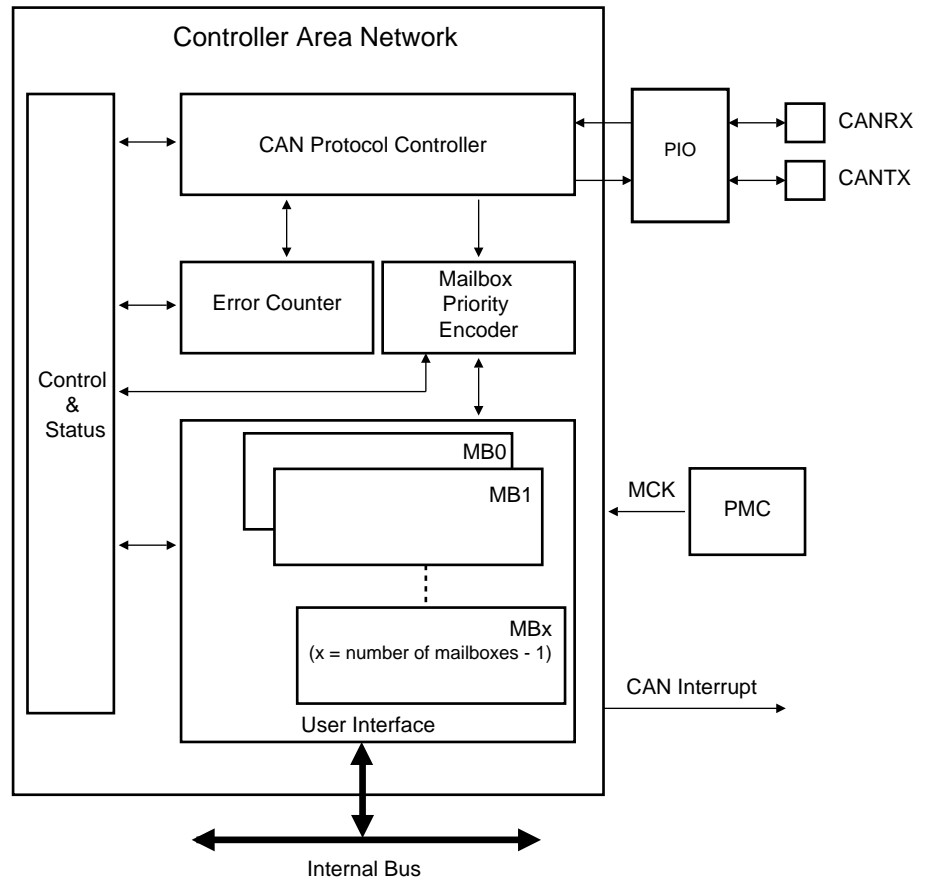 Controller Area Network
CAN Protocol Controller
PIO
CANRX
CANTX
Error Counter
Mailbox
Priority
Encoder
Control
&
Status
MB0
MB1
MCK
PMC
MBx
(x = number of mailboxes - 1)
CAN Interrupt
User Interface
Internal Bus